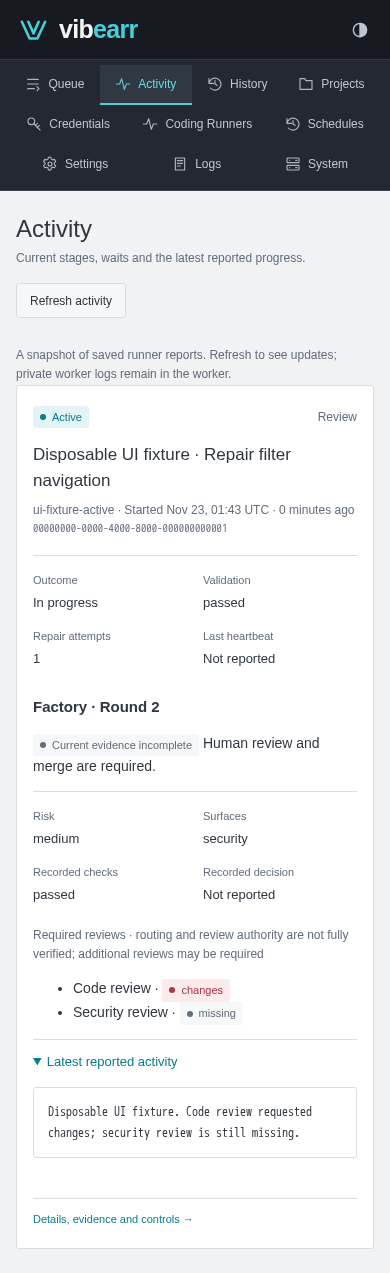 vibearr
Queue Activity History Projects
Credentials Coding Runners Schedules
Settings Logs System
Activity
Current stages, waits and the latest reported progress.
Refresh activity
A snapshot of saved runner reports. Refresh to see updates;
private worker logs remain in the worker.
Active Review
Disposable UI fixture · Repair filter
navigation
ui-fixture-active · Started Nov 23, 01:43 UTC · 0 minutes ago
00000000-0000-4000-8000-000000000001
Outcome Validation
In progress passed
Repair attempts Last heartbeat
1 Not reported
Factory · Round 2
Current evidence incomplete Human review and
merge are required.
Risk Surfaces
medium security
Recorded checks Recorded decision
passed Not reported
Required reviews · routing and review authority are not fully
verified; additional reviews may be required
• Code review · changes
• Security review · missing
▼ Latest reported activity
Disposable UI fixture. Code review requested
changes; security review is still missing.
Details, evidence and controls →